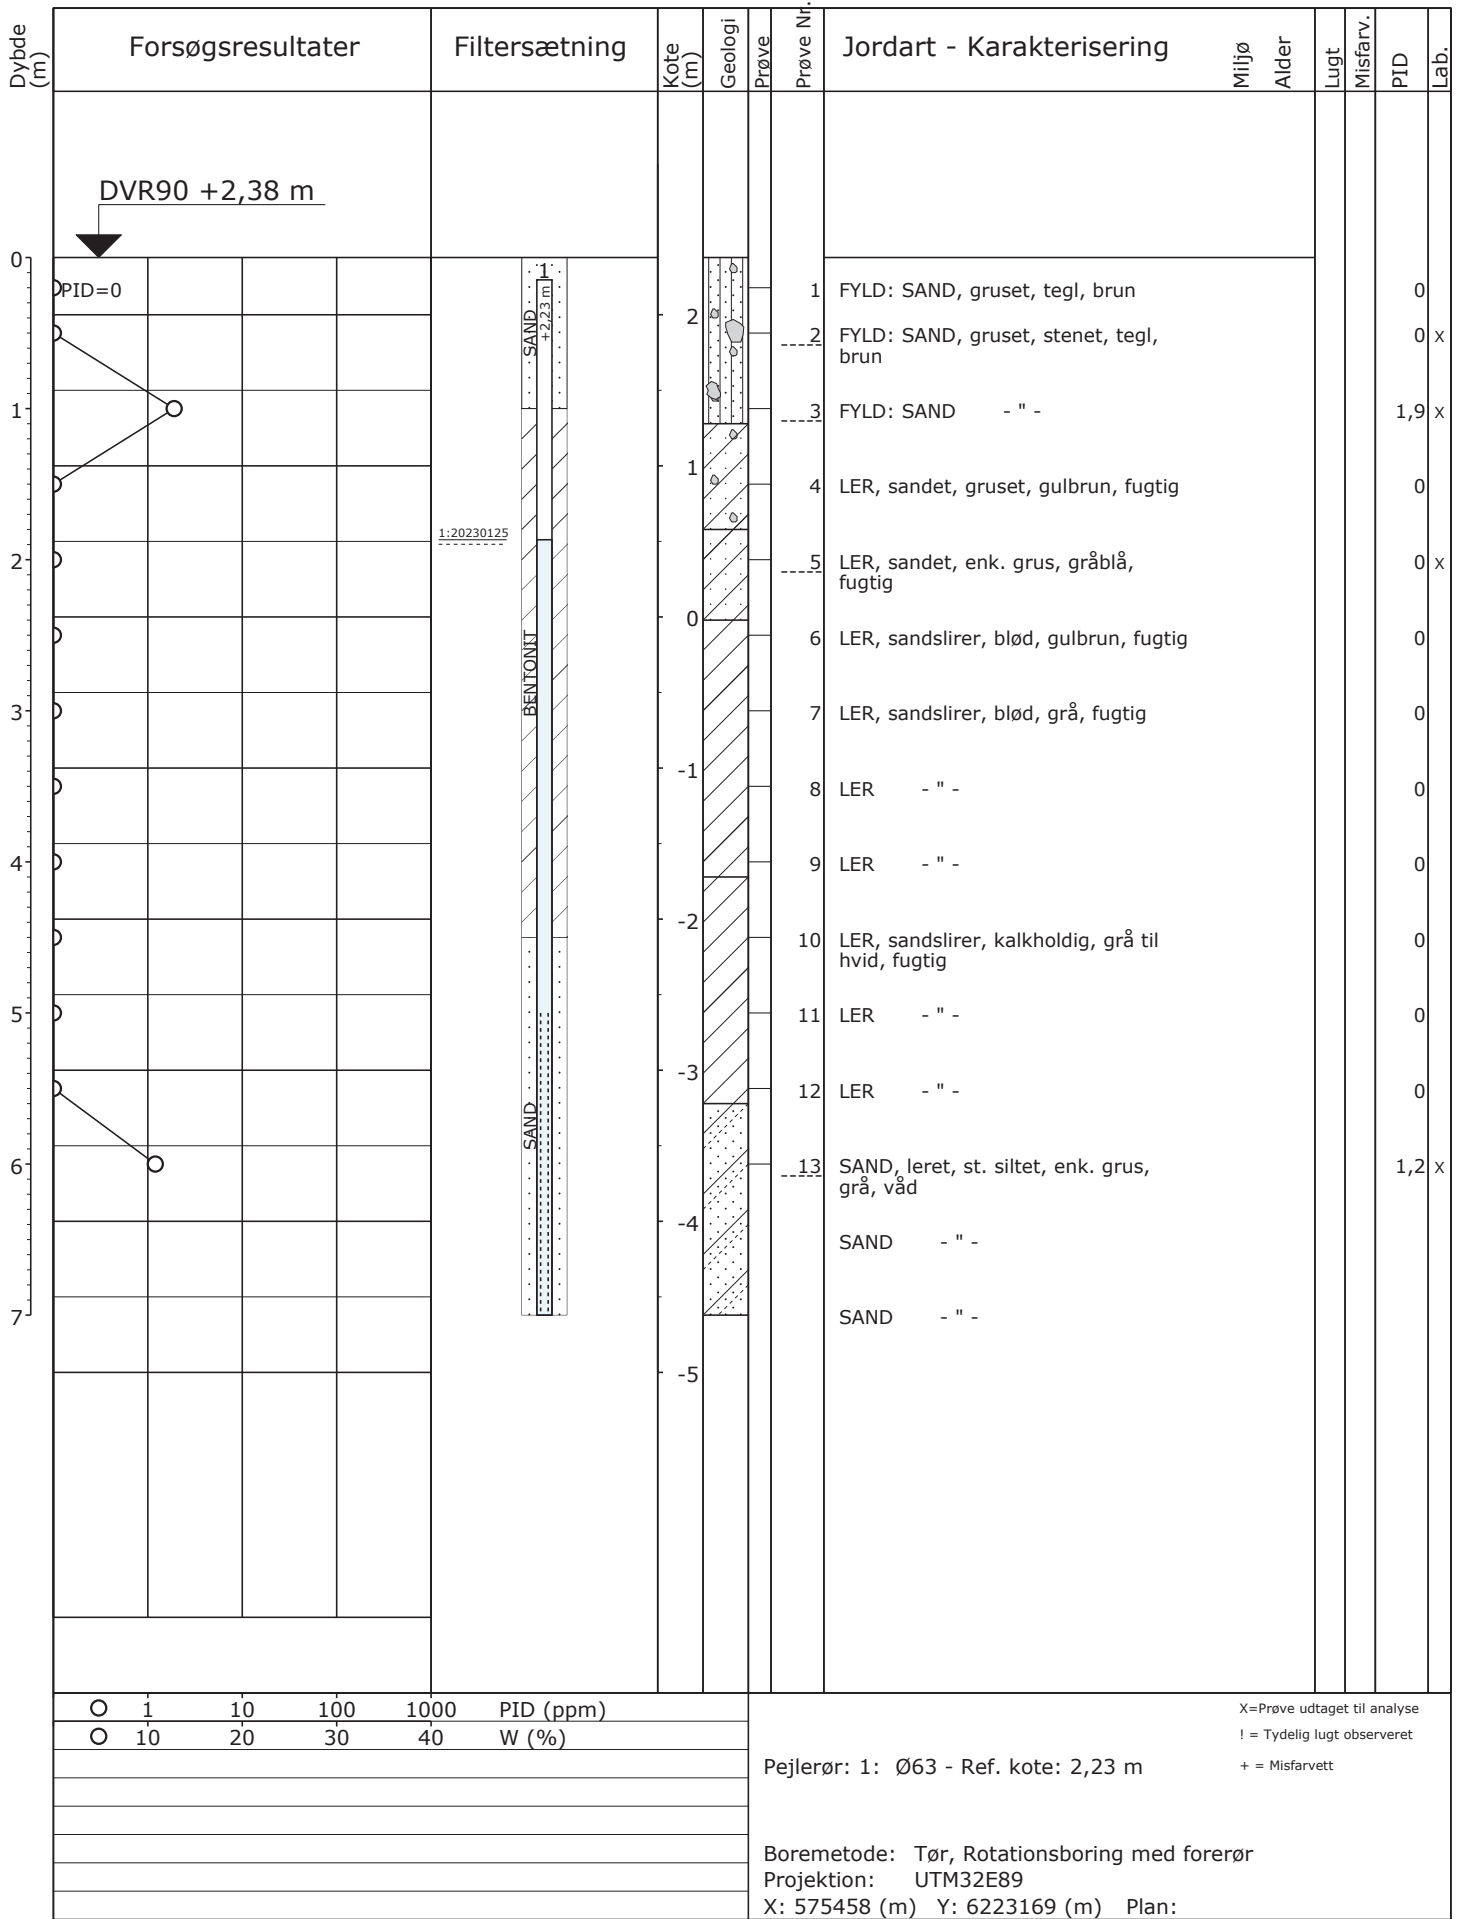 Dybde
(m)
Forsøgsresultater
Filtersætning
Kote
(m)
Geologi
Prøve
Prøve Nr.
Jordart - Karakterisering
Miljø
Alder
Lugt
Misfarv.
PID
Lab.
DVR90 +2,38 m
0
PID=0
1
+2,23 m
SAND
1 FYLD: SAND, gruset, tegl, brun 0
2
2 FYLD: SAND, gruset, stenet, tegl, 0 x
brun
1
3 FYLD: SAND - " - 1,9 x
1
4 LER, sandet, gruset, gulbrun, fugtig 0
1:20230125
2
5 LER, sandet, enk. grus, gråblå, 0 x
fugtig
0
BENTONIT
6 LER, sandslirer, blød, gulbrun, fugtig 0
3
7 LER, sandslirer, blød, grå, fugtig 0
-1
8 LER - " - 0
4
9 LER - " - 0
-2
10 LER, sandslirer, kalkholdig, grå til 0
hvid, fugtig
5
11 LER - " - 0
-3
12 LER - " - 0
SAND
6
13 SAND, leret, st. siltet, enk. grus, 1,2 x
grå, våd
-4
SAND - " -
7
SAND - " -
-5
1 10 100 1000 PID (ppm)
10 20 30 40 W (%)
X=Prøve udtaget til analyse
! = Tydelig lugt observeret
+ = Misfarvett
Pejlerør: 1: Ø63 - Ref. kote: 2,23 m
Boremetode: Tør, Rotationsboring med forerør
Projektion: UTM32E89
X: 575458 (m) Y: 6223169 (m) Plan: